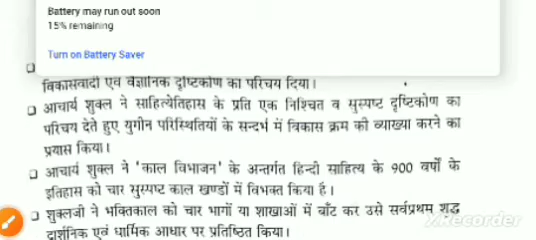 Battery may run out soon
15% remaining
Turn on Battery Saver
विकासवादी एवं वैज्ञानिक दृष्टिकोण का परिचय दिया।
आचार्य शुक्ल ने साहित्येतिहास के प्रति एक निश्चित व सुस्पष्ट दृष्टिकोण का
परिचय देते हुए युगीन परिस्थितियों के सन्दर्भ में विकास क्रम की व्याख्या करने का
प्रयास किया।
आचार्य शुक्ल ने 'काल विभाजन' के अन्तर्गत हिन्दी साहित्य के 900 वर्षों के
इतिहास को चार सुस्पष्ट काल खण्डों में विभक्त किया है।
शुक्लजी ने भक्तिकाल को चार भागों या शाखाओं में बाँट कर उसे सर्वप्रथम शुद्ध
दार्शनिक एवं धार्मिक आधार पर प्रतिष्ठित किया।
XRecorder